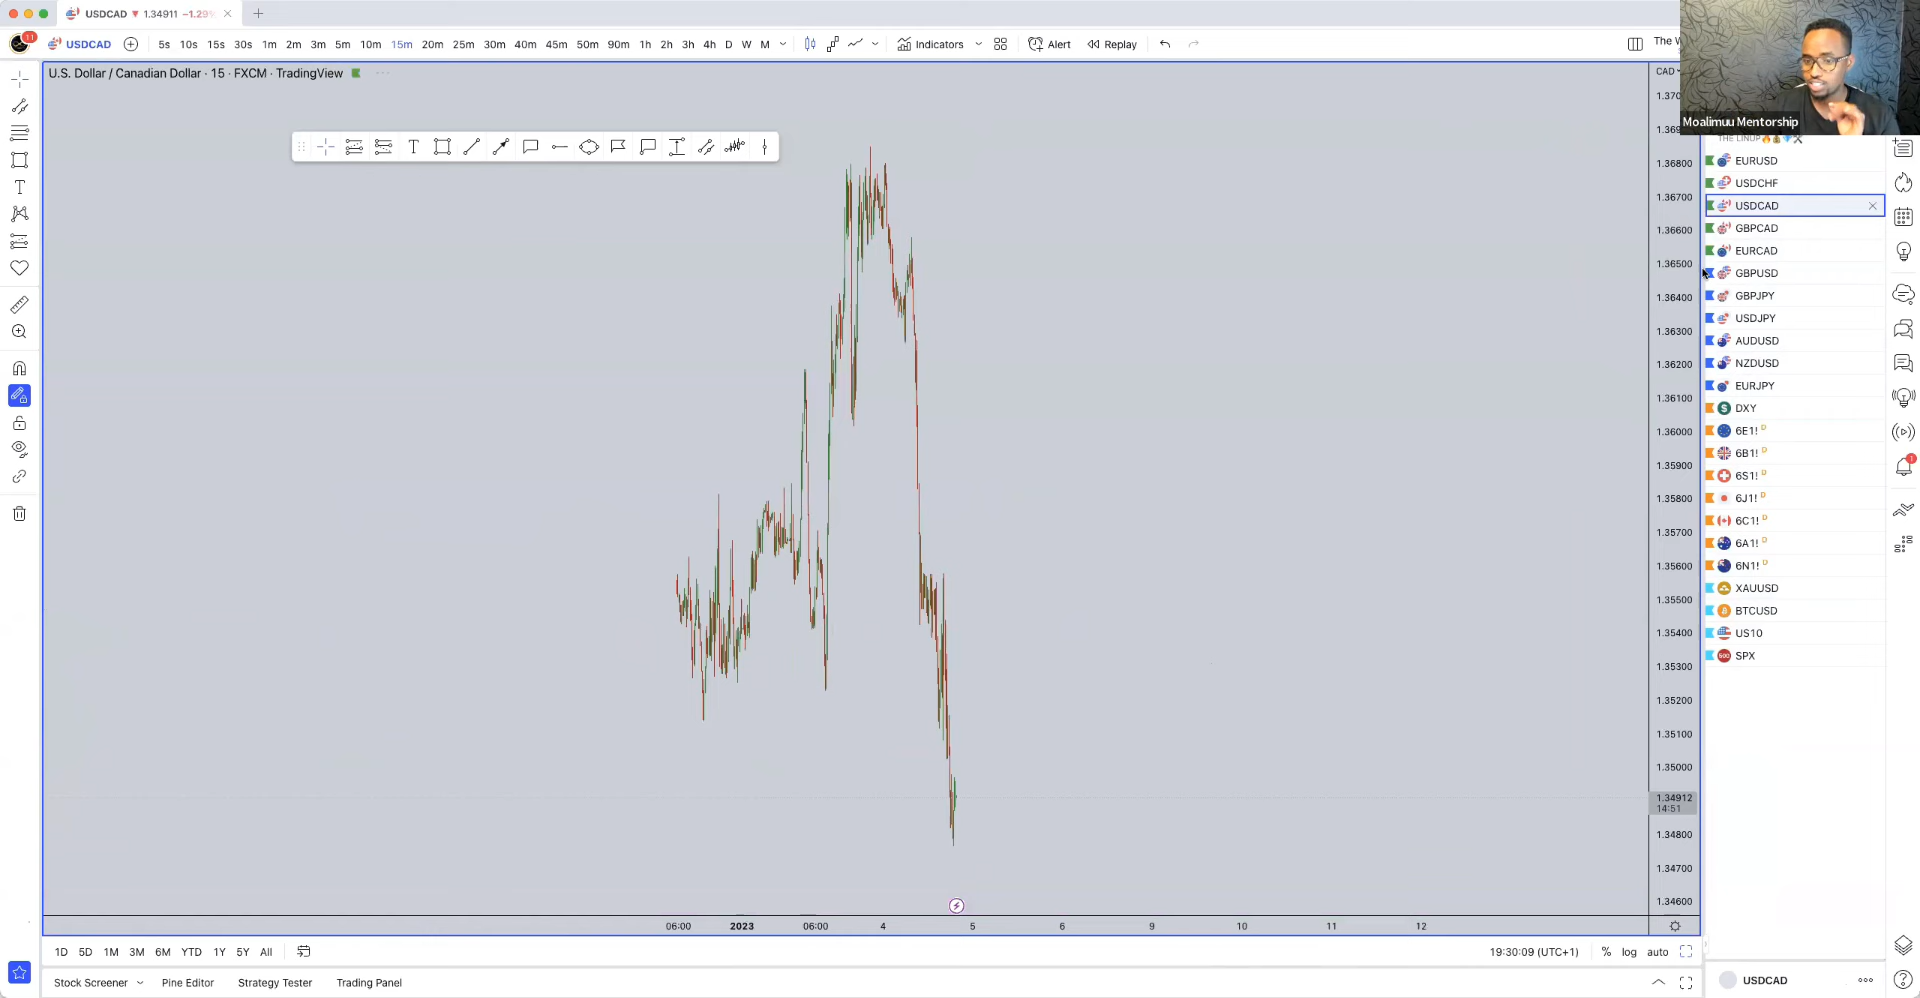 USDCAD ▼ 1.34911 −1.29%
11 USDCAD 5s 10s 15s 30s 1m 2m 3m 5m 10m 15m 20m 25m 30m 40m 45m 50m 90m 1h 2h 3h 4h D W M Indicators Alert Replay The
U.S. Dollar / Canadian Dollar · 15 · FXCM · TradingView
CAD
Moalimuu Mentorship
THE LINUP
1.36800
1.36700
1.36600
1.36500
1.36400
1.36300
1.36200
1.36100
1.36000
1.35900
1.35800
1.35700
1.35600
1.35500
1.35400
1.35300
1.35200
1.35100
1.35000
1.34912
14:51
1.34800
1.34700
1.34600
EURUSD
USDCHF
USDCAD
GBPCAD
EURCAD
GBPUSD
GBPJPY
USDJPY
AUDUSD
NZDUSD
EURJPY
DXY
6E1! D
6B1! D
6S1! D
6J1! D
6C1! D
6A1! D
6N1! D
XAUUSD
BTCUSD
US10
SPX
1
06:00 2023 06:00 4 5 6 9 10 11 12
1D 5D 1M 3M 6M YTD 1Y 5Y All 19:30:09 (UTC+1) % log auto
Stock Screener Pine Editor Strategy Tester Trading Panel USDCAD